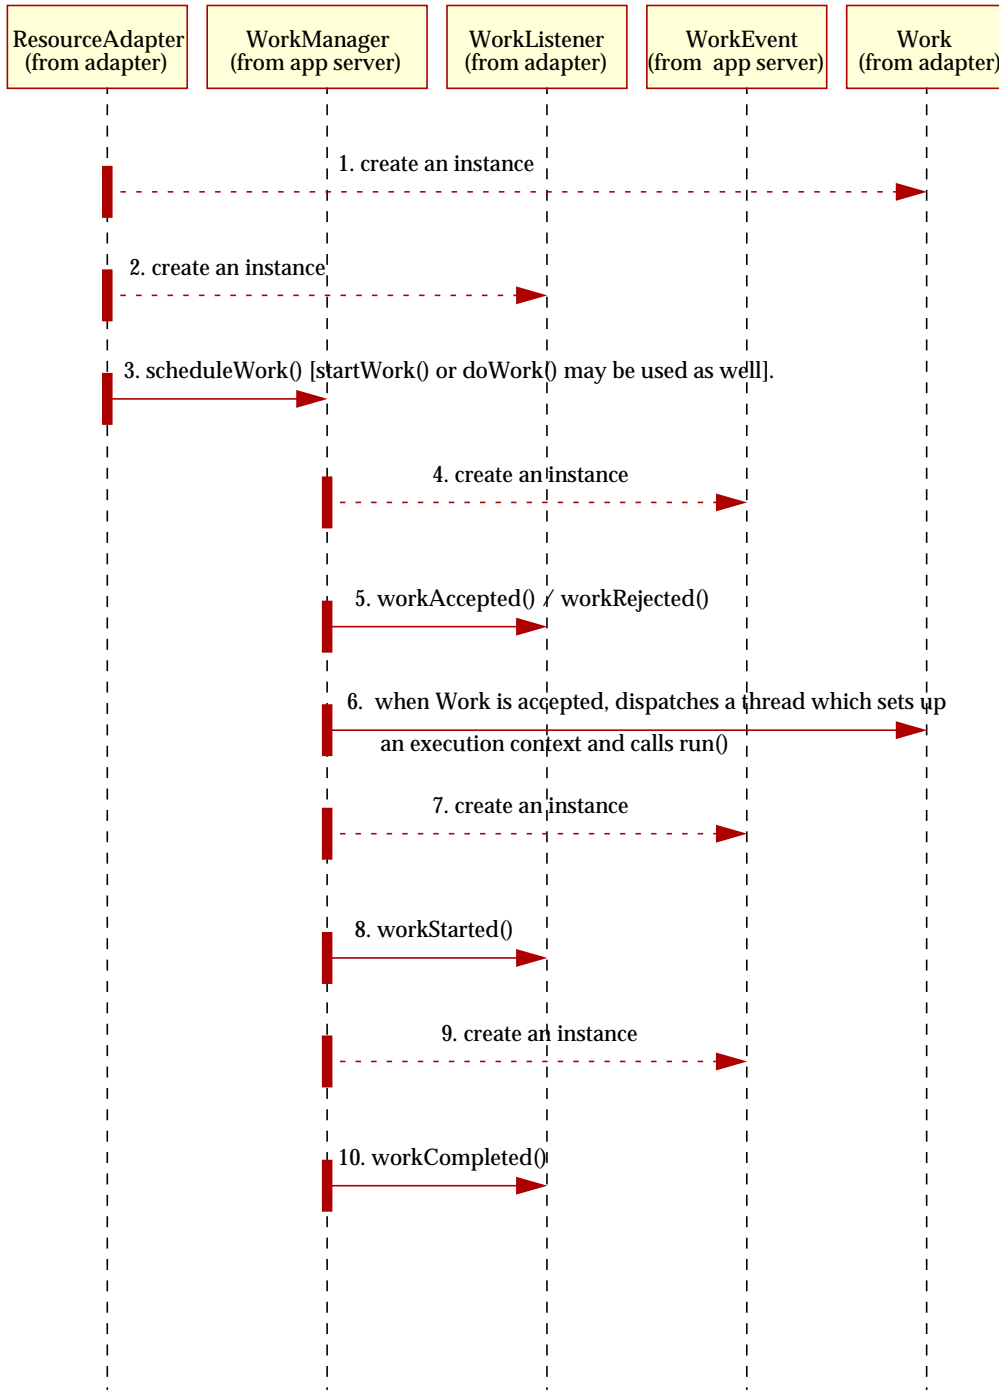 ResourceAdapter
(from adapter)
WorkManager
(from app server)
WorkListener
(from adapter)
WorkEvent
(from  app server)
Work
(from adapter)
1. create an instance
2. create an instance
3. scheduleWork() [startWork() or doWork() may be used as well].
4. create an instance
5. workAccepted() / workRejected()
6.  when Work is accepted, dispatches a thread which sets up
an execution context and calls run()
7. create an instance
8. workStarted()
9. create an instance
10. workCompleted()